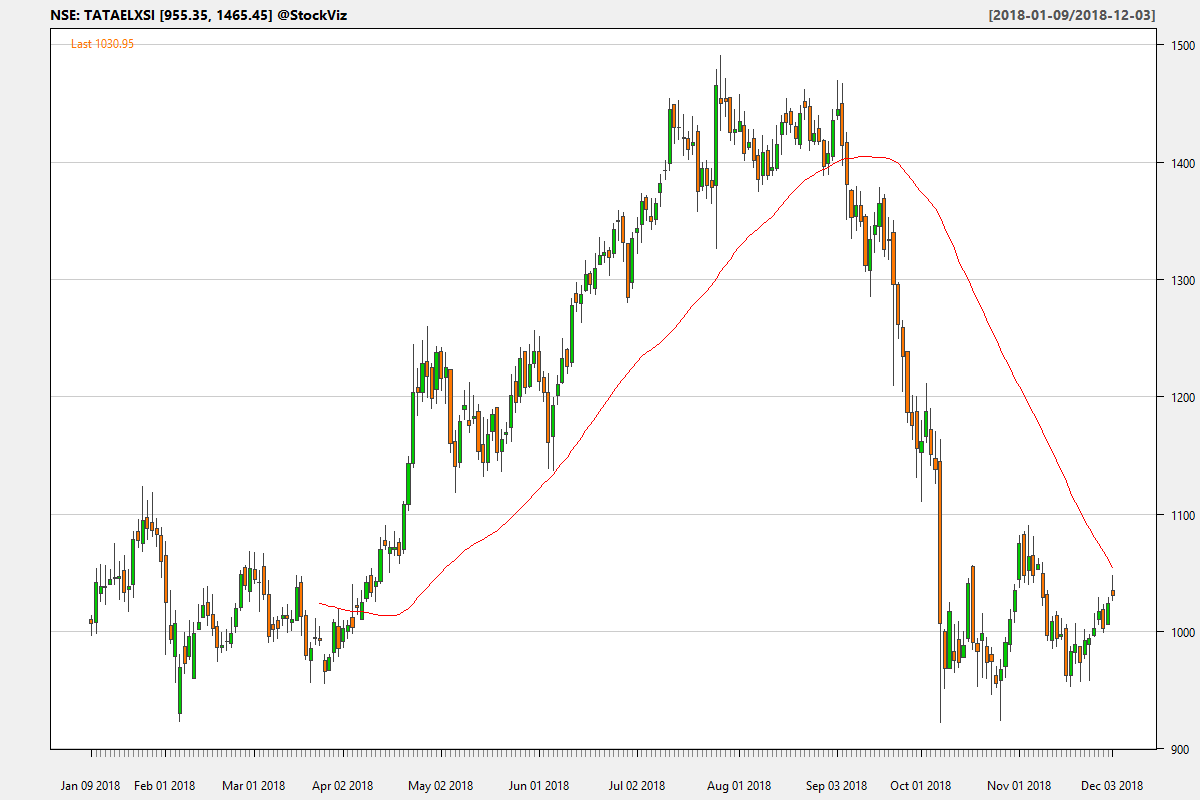 NSE: TATAELXSI [955.35, 1465.45] @StockViz [2018-01-09/2018-12-03]
Last 1030.95
1500
1400
1300
1200
1100
1000
900
Jan 09 2018 Feb 01 2018 Mar 01 2018 Apr 02 2018 May 02 2018 Jun 01 2018 Jul 02 2018 Aug 01 2018 Sep 03 2018 Oct 01 2018 Nov 01 2018 Dec 03 2018